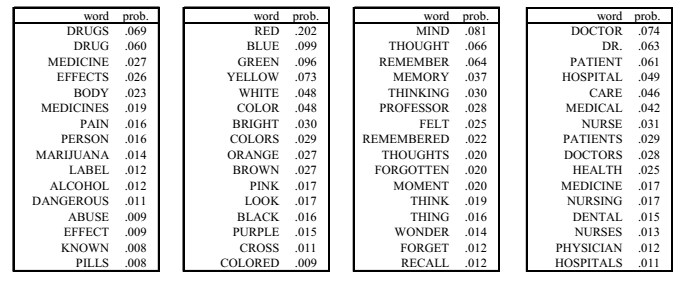 word prob.
DRUGS .069
DRUG .060
MEDICINE .027
EFFECTS .026
BODY .023
MEDICINES .019
PAIN .016
PERSON .016
MARIJUANA .014
LABEL .012
ALCOHOL .012
DANGEROUS .011
ABUSE .009
EFFECT .009
KNOWN .008
PILLS .008
word prob.
RED .202
BLUE .099
GREEN .096
YELLOW .073
WHITE .048
COLOR .048
BRIGHT .030
COLORS .029
ORANGE .027
BROWN .027
PINK .017
LOOK .017
BLACK .016
PURPLE .015
CROSS .011
COLORED .009
word prob.
MIND .081
THOUGHT .066
REMEMBER .064
MEMORY .037
THINKING .030
PROFESSOR .028
FELT .025
REMEMBERED .022
THOUGHTS .020
FORGOTTEN .020
MOMENT .020
THINK .019
THING .016
WONDER .014
FORGET .012
RECALL .012
word prob.
DOCTOR .074
DR. .063
PATIENT .061
HOSPITAL .049
CARE .046
MEDICAL .042
NURSE .031
PATIENTS .029
DOCTORS .028
HEALTH .025
MEDICINE .017
NURSING .017
DENTAL .015
NURSES .013
PHYSICIAN .012
HOSPITALS .011